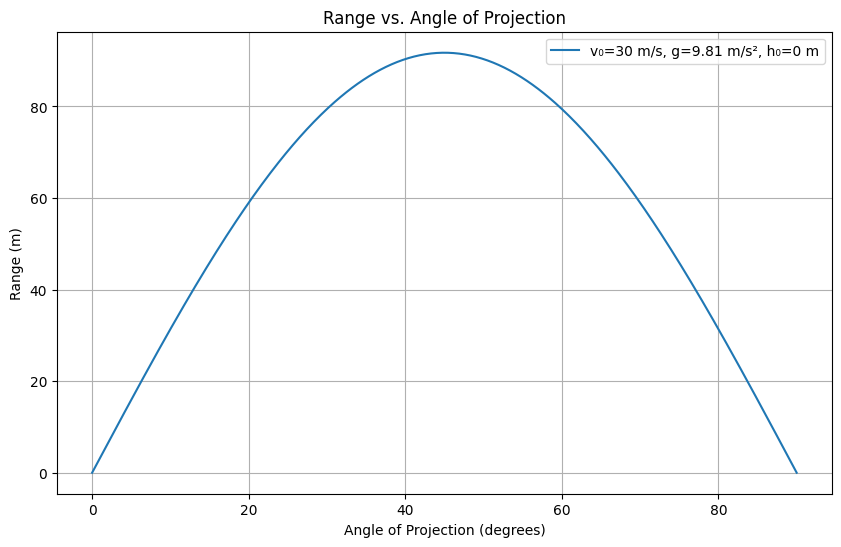 Range vs. Angle of Projection
v₀=30 m/s, g=9.81 m/s², h₀=0 m
Range (m)
80
60
40
20
0
0 20 40 60 80
Angle of Projection (degrees)